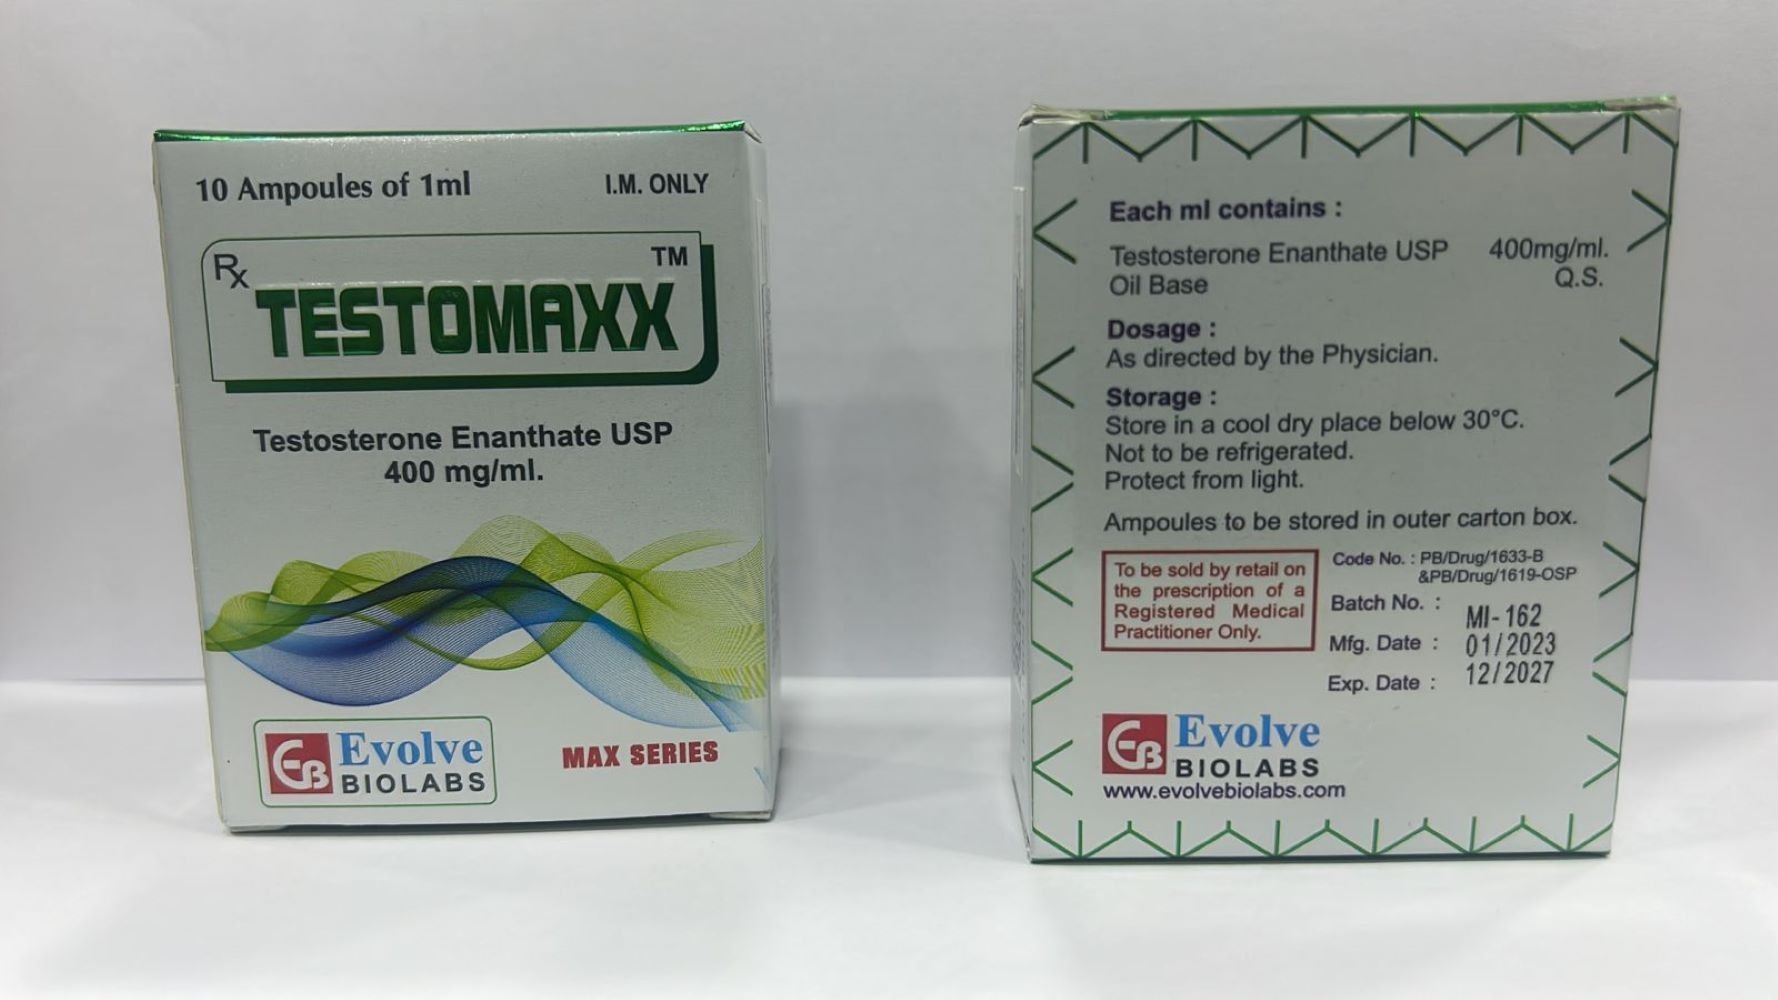 10 Ampoules of 1ml
I.M. ONLY
Rx
TESTOMAXX TM
Testosterone Enanthate USP
400 mg/ml.
EB Evolve
BIOLABS
MAX SERIES
Each ml contains :
Testosterone Enanthate USP 400mg/ml.
Oil Base Q.S.
Dosage :
As directed by the Physician.
Storage :
Store in a cool dry place below 30°C.
Not to be refrigerated.
Protect from light.
Ampoules to be stored in outer carton box.
To be sold by retail on
the prescription of a
Registered Medical
Practitioner Only.
Code No. : PB/Drug/1633-B
&PB/Drug/1619-OSP
Batch No. : MI-162
Mfg. Date : 01/2023
Exp. Date : 12/2027
EB Evolve
BIOLABS
www.evolvebiolabs.com